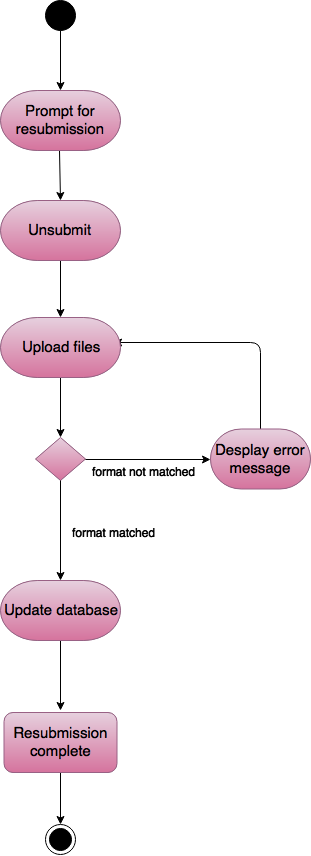 Prompt for
resubmission
Unsubmit
Upload files
Desplay error
message
format not matched
format matched
Update database
Resubmission
complete